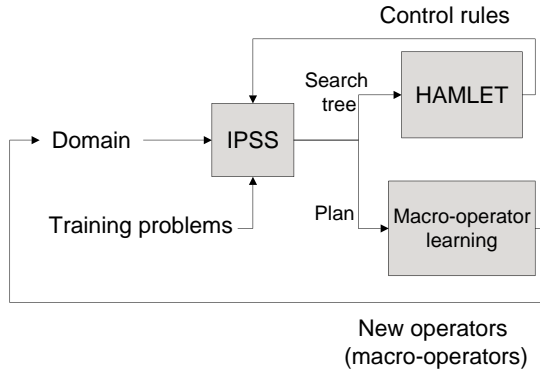 Control rules
Search
tree
HAMLET
Domain
IPSS
Training problems
Plan
Macro-operator
learning
New operators
(macro-operators)